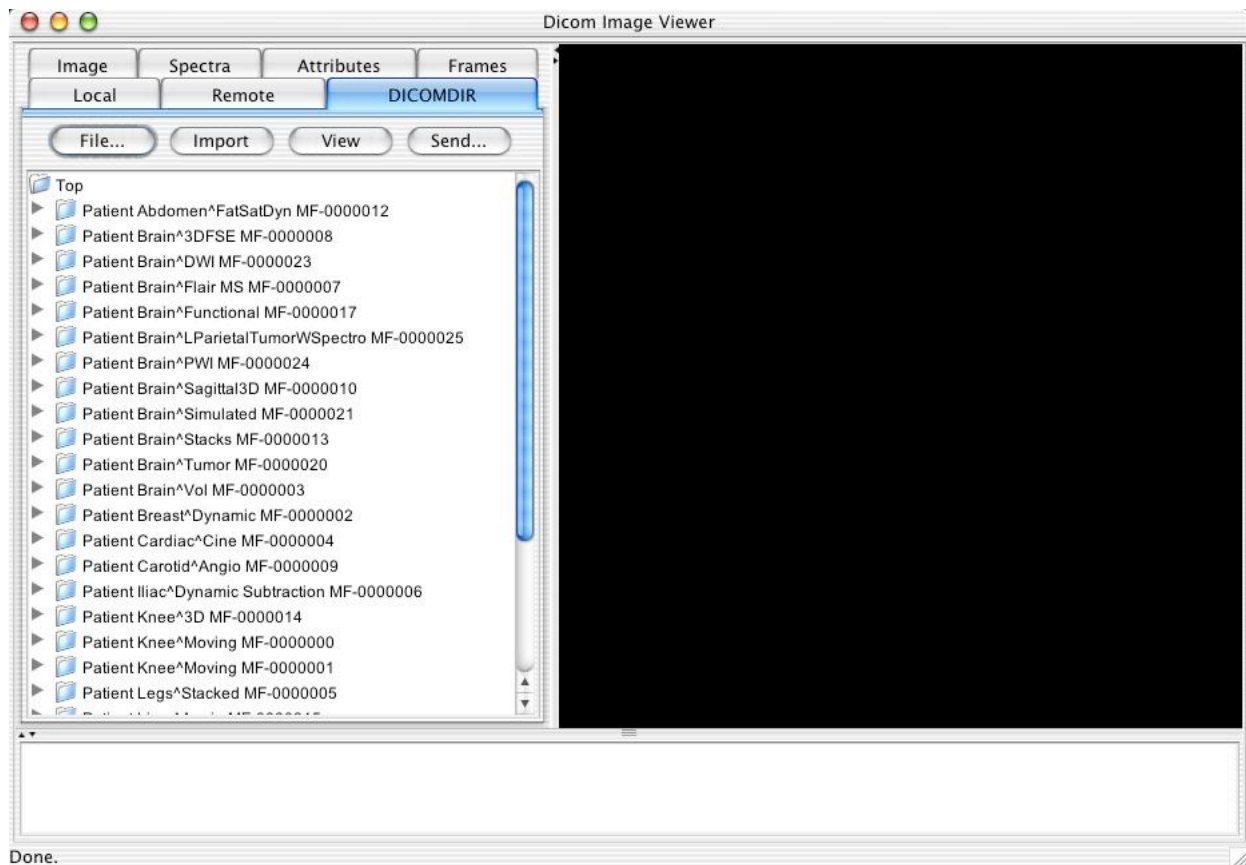 Dicom Image Viewer
Image Spectra Attributes Frames
Local Remote DICOMDIR
File... Import View Send...
Top
Patient Abdomen^FatSatDyn MF-0000012
Patient Brain^3DFSE MF-0000008
Patient Brain^DWI MF-0000023
Patient Brain^Flair MS MF-0000007
Patient Brain^Functional MF-0000017
Patient Brain^LParietalTumorWSpectro MF-0000025
Patient Brain^PWI MF-0000024
Patient Brain^Sagittal3D MF-0000010
Patient Brain^Simulated MF-0000021
Patient Brain^Stacks MF-0000013
Patient Brain^Tumor MF-0000020
Patient Brain^Vol MF-0000003
Patient Breast^Dynamic MF-0000002
Patient Cardiac^Cine MF-0000004
Patient Carotid^Angio MF-0000009
Patient Iliac^Dynamic Subtraction MF-0000006
Patient Knee^3D MF-0000014
Patient Knee^Moving MF-0000000
Patient Knee^Moving MF-0000001
Patient Legs^Stacked MF-0000005
Done.